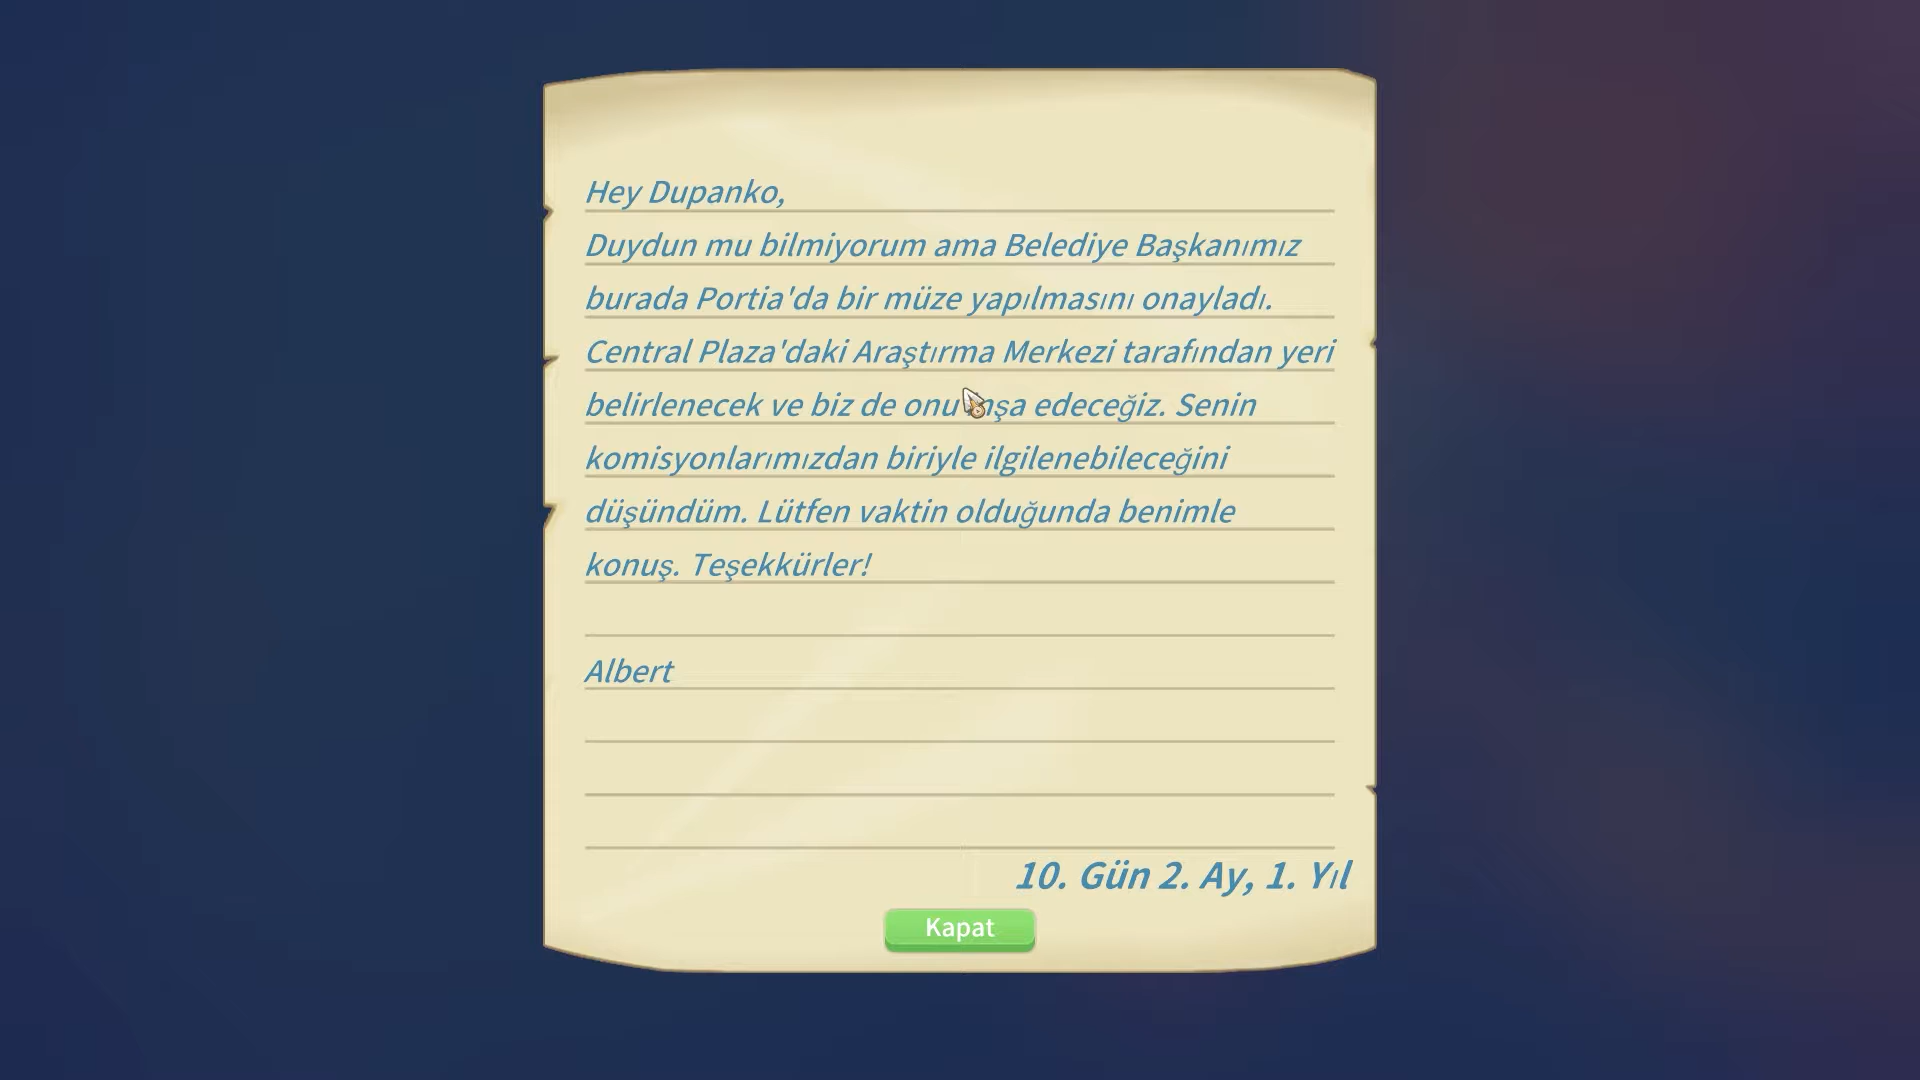 Hey Dupanko,
Duydun mu bilmiyorum ama Belediye Başkanımız
burada Portia'da bir müze yapılmasını onayladı.
Central Plaza'daki Araştırma Merkezi tarafından yeri
belirlenecek ve biz de onu inşa edeceğiz. Senin
komisyonlarımızdan biriyle ilgilenebileceğini
düşündüm. Lütfen vaktin olduğunda benimle
konuş. Teşekkürler!
Albert
10. Gün 2. Ay, 1. Yıl
Kapat